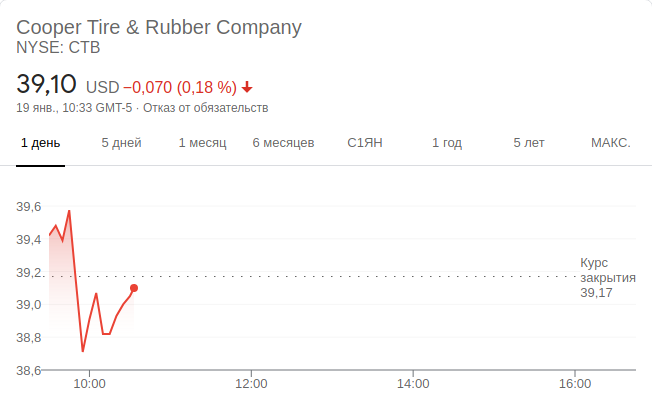 Cooper Tire & Rubber Company
NYSE: CTB
39,10 USD −0,070 (0,18 %)
19 янв., 10:33 GMT-5 · Отказ от обязательств
1 день 5 дней 1 месяц 6 месяцев С1ЯН 1 год 5 лет МАКС.
39,6
39,4
39,2
39,0
38,8
38,6
Курс
закрытия
39,17
10:00 12:00 14:00 16:00